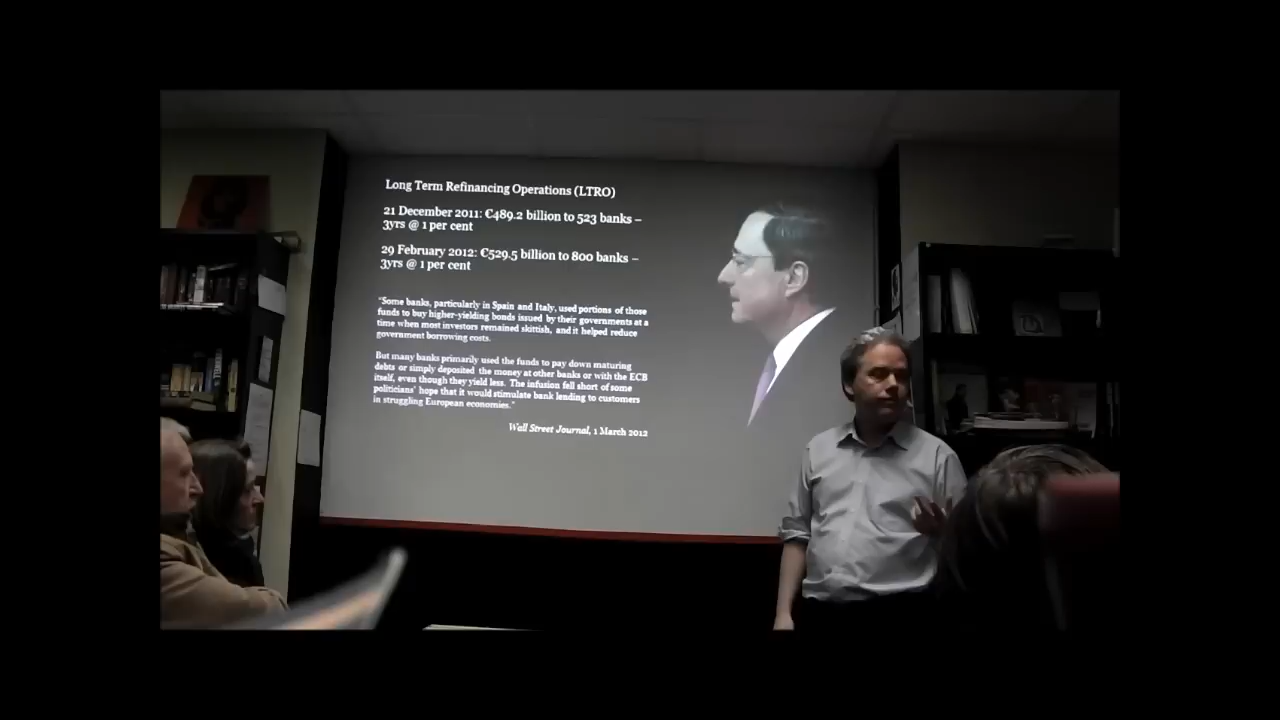 Long Term Refinancing Operations (LTRO)
21 December 2011: €489.2 billion to 523 banks –
3yrs @ 1 per cent
29 February 2012: €529.5 billion to 800 banks –
3yrs @ 1 per cent
"Some banks, particularly in Spain and Italy, used portions of those
funds to buy higher-yielding bonds issued by their governments at a
time when most investors remained skittish, and it helped reduce
government borrowing costs.
But many banks primarily used the funds to pay down maturing
debts or simply deposited the money at other banks or with the ECB
itself, even though they yield less. The infusion fell short of some
politicians' hope that it would stimulate bank lending to customers
in struggling European economies."
Wall Street Journal, 1 March 2012